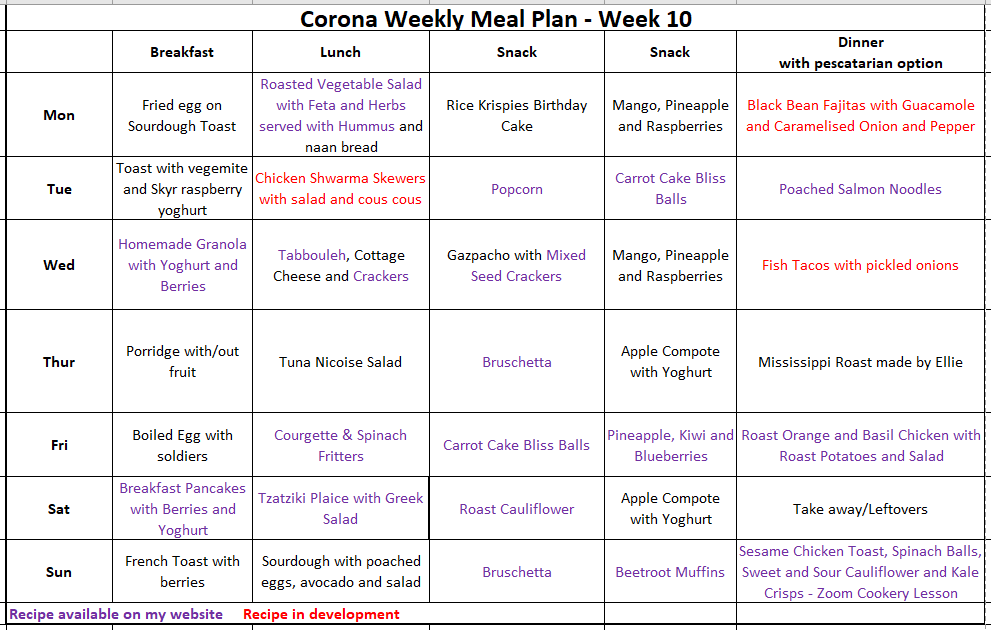 Corona Weekly Meal Plan - Week 10
Breakfast
Lunch
Snack
Snack
Dinner
with pescatarian option
Mon
Fried egg on
Sourdough Toast
Roasted Vegetable Salad
with Feta and Herbs
served with Hummus and
naan bread
Rice Krispies Birthday
Cake
Mango, Pineapple
and Raspberries
Black Bean Fajitas with Guacamole
and Caramelised Onion and Pepper
Tue
Toast with vegemite
and Skyr raspberry
yoghurt
Chicken Shwarma Skewers
with salad and cous cous
Popcorn
Carrot Cake Bliss
Balls
Poached Salmon Noodles
Wed
Homemade Granola
with Yoghurt and
Berries
Tabbouleh, Cottage
Cheese and Crackers
Gazpacho with Mixed
Seed Crackers
Mango, Pineapple
and Raspberries
Fish Tacos with pickled onions
Thur
Porridge with/out
fruit
Tuna Nicoise Salad
Bruschetta
Apple Compote
with Yoghurt
Mississippi Roast made by Ellie
Fri
Boiled Egg with
soldiers
Courgette & Spinach
Fritters
Carrot Cake Bliss Balls
Pineapple, Kiwi and
Blueberries
Roast Orange and Basil Chicken with
Roast Potatoes and Salad
Sat
Breakfast Pancakes
with Berries and
Yoghurt
Tzatziki Plaice with Greek
Salad
Roast Cauliflower
Apple Compote
with Yoghurt
Take away/Leftovers
Sun
French Toast with
berries
Sourdough with poached
eggs, avocado and salad
Bruschetta
Beetroot Muffins
Sesame Chicken Toast, Spinach Balls,
Sweet and Sour Cauliflower and Kale
Crisps - Zoom Cookery Lesson
Recipe available on my website Recipe in development